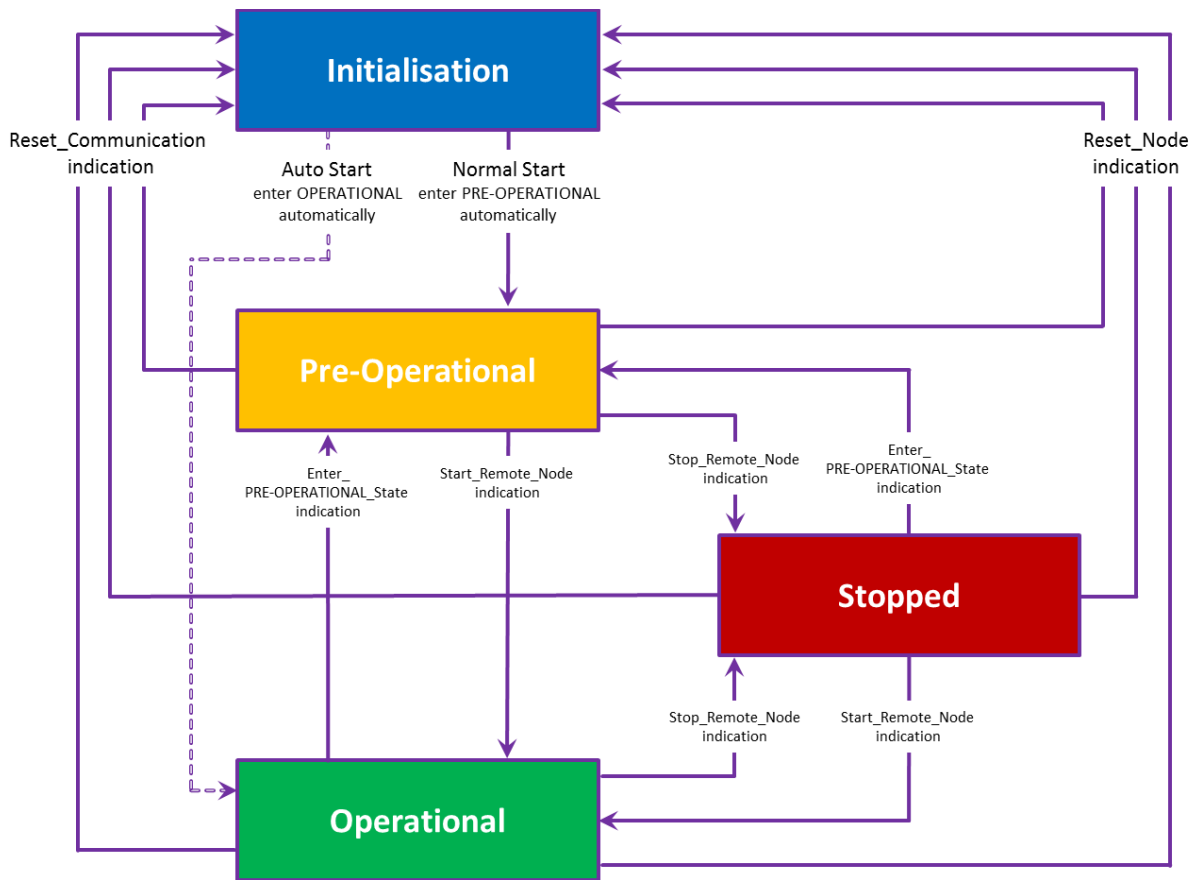 Initialisation
Reset_Communication
indication
Auto Start
enter OPERATIONAL
automatically
Normal Start
enter PRE-OPERATIONAL
automatically
Reset_Node
indication
Pre-Operational
Enter_
PRE-OPERATIONAL_State
indication
Start_Remote_Node
indication
Stop_Remote_Node
indication
Enter_
PRE-OPERATIONAL_State
indication
Stopped
Stop_Remote_Node
indication
Start_Remote_Node
indication
Operational